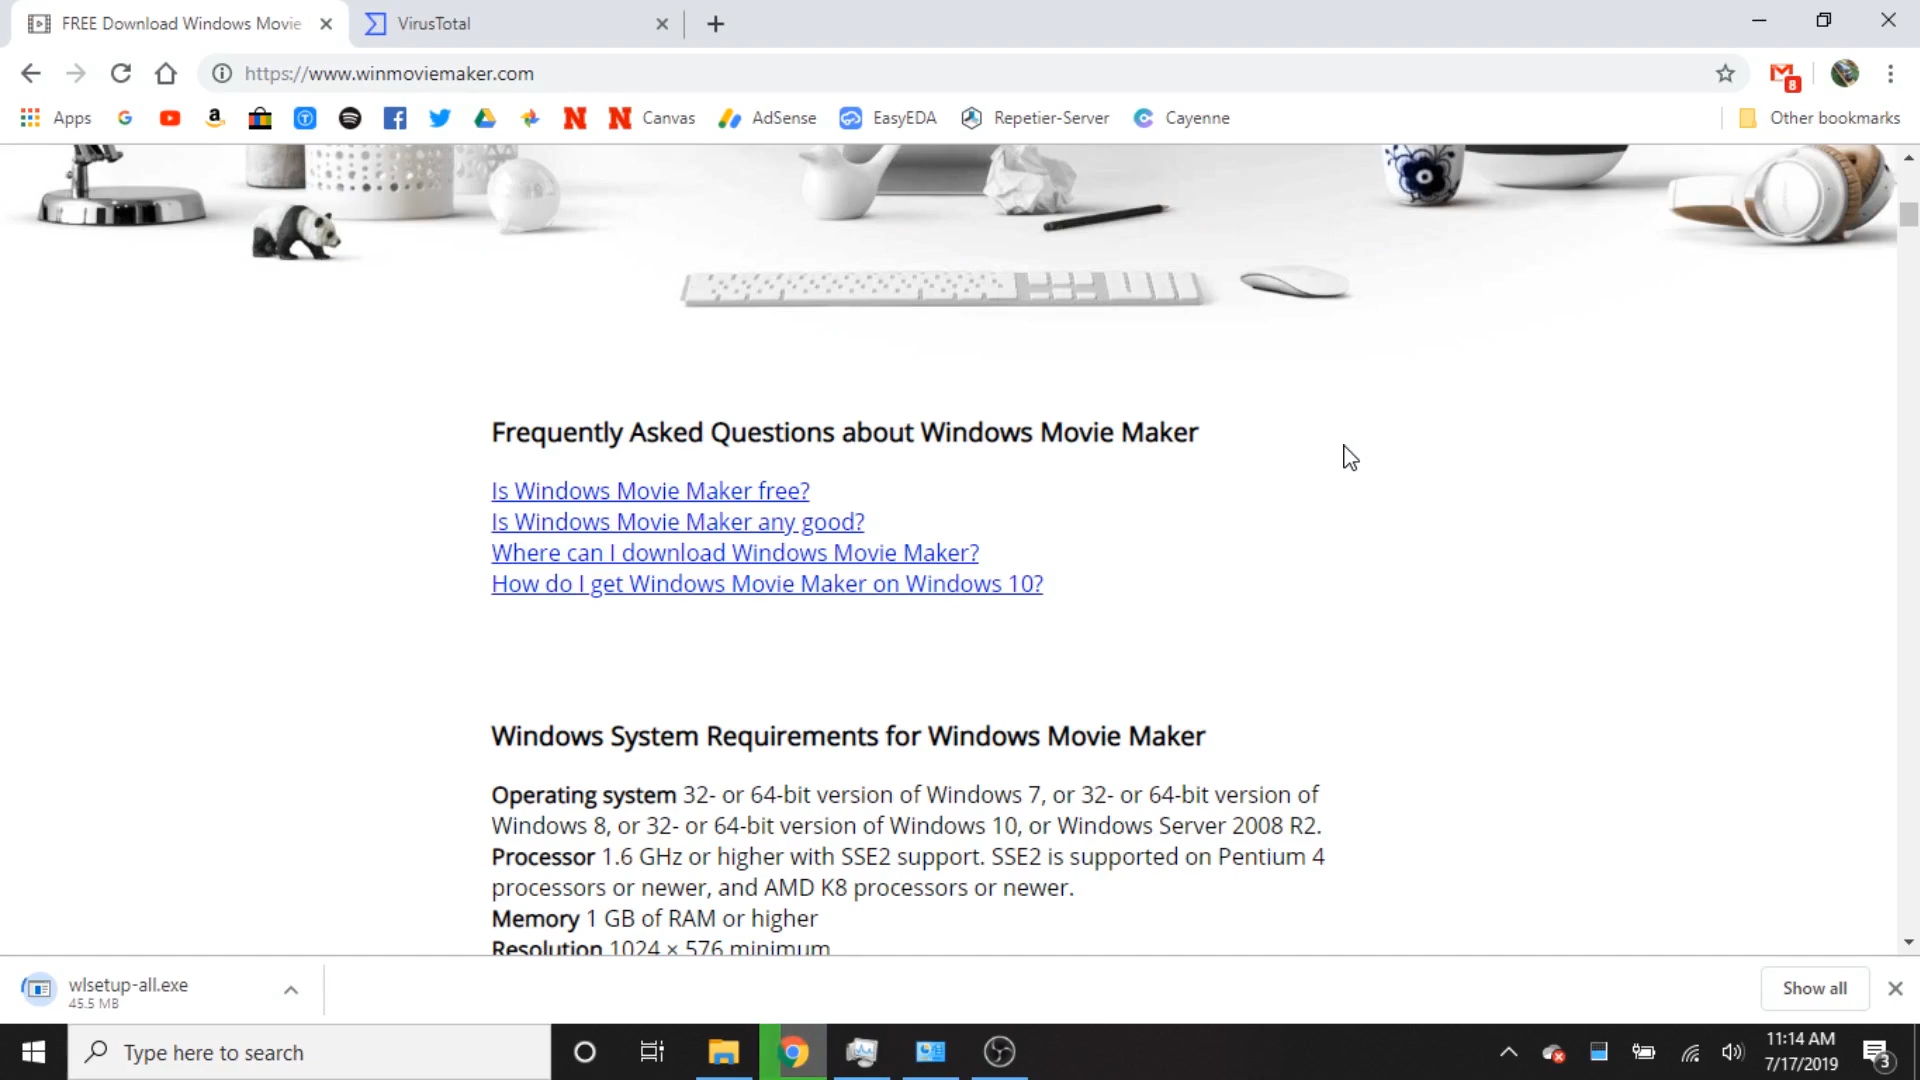 FREE Download Windows Movie
VirusTotal
https://www.winmoviemaker.com
8
Apps
Canvas
AdSense
EasyEDA
Repetier-Server
Cayenne
Other bookmarks
Frequently Asked Questions about Windows Movie Maker
Is Windows Movie Maker free?
Is Windows Movie Maker any good?
Where can I download Windows Movie Maker?
How do I get Windows Movie Maker on Windows 10?
Windows System Requirements for Windows Movie Maker
Operating system 32- or 64-bit version of Windows 7, or 32- or 64-bit version of
Windows 8, or 32- or 64-bit version of Windows 10, or Windows Server 2008 R2.
Processor 1.6 GHz or higher with SSE2 support. SSE2 is supported on Pentium 4
processors or newer, and AMD K8 processors or newer.
Memory 1 GB of RAM or higher
Resolution 1024 × 576 minimum
wlsetup-all.exe
45.5 MB
Show all
Type here to search
11:14 AM
7/17/2019
3